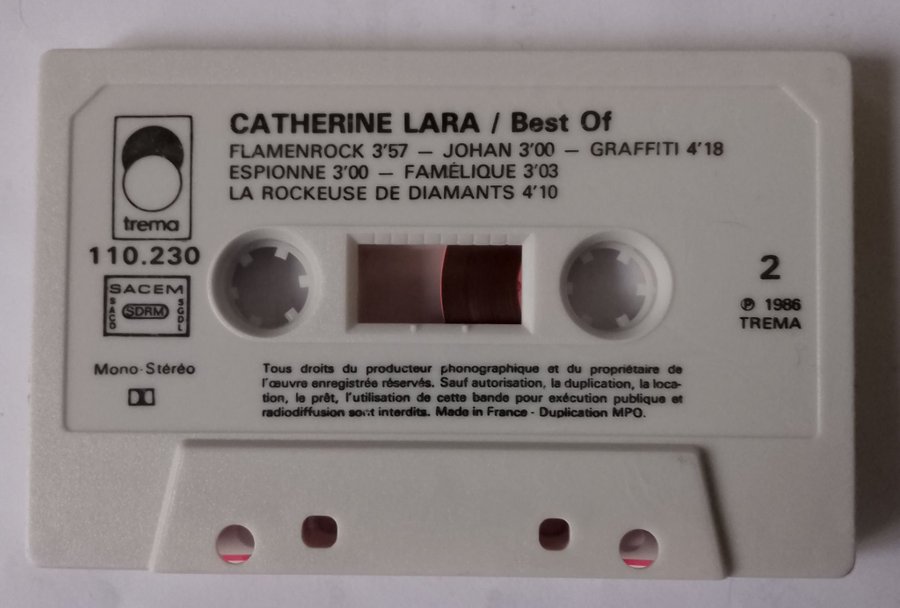 CATHERINE LARA / Best Of
FLAMENROCK 3'57 — JOHAN 3'00 — GRAFFITI 4'18
ESPIONNE 3'00 — FAMÉLIQUE 3'03
LA ROCKEUSE DE DIAMANTS 4'10
trema
110.230
SACEM
SACD
SDRM
SGDL
Mono-Stéréo
2
℗ 1986
TREMA
Tous droits du producteur phonographique et du propriétaire de
l'œuvre enregistrée réservés. Sauf autorisation, la duplication, la loca-
tion, le prêt, l'utilisation de cette bande pour exécution publique et
radiodiffusion sont interdits. Made in France - Duplication MPO.